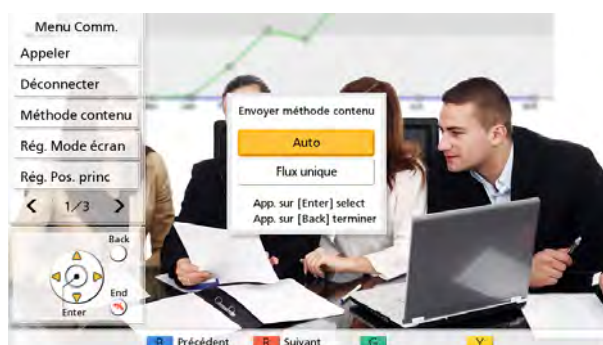 Menu Comm.
Appeler
Déconnecter
Méthode contenu
Rég. Mode écran
Rég. Pos. princ
1/3
Back
End
Enter
Envoyer méthode contenu
Auto
Flux unique
App. sur [Enter] select
App. sur [Back] terminer
B Précédent R Suivant G Y